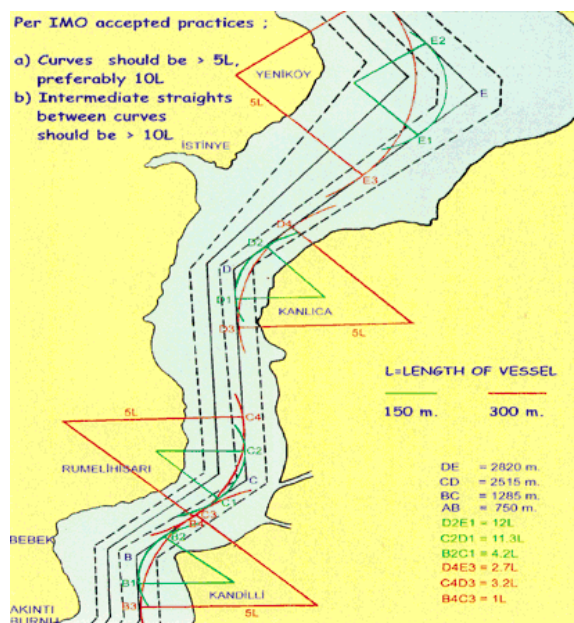 Per IMO accepted practices ;
a) Curves should be > 5L,
preferably 10L
b) Intermediate straights
between curves
should be > 10L
E2
YENİKÖY
E
5L
E1
İSTİNYE
E3
D4
D2
D
D1
KANLICA
D3
5L
L=LENGTH OF VESSEL
150 m.
300 m.
5L
C4
C2
RUMELİHİSARI
C
C1
C3
B4
B2
BEBEK
B
B1
KANDİLLİ
B3
5L
AKINTI
BURNU
DE = 2820 m.
CD = 2515 m.
BC = 1285 m.
AB = 750 m.
D2E1 = 12L
C2D1 = 11.3L
B2C1 = 4.2L
D4E3 = 2.7L
C4D3 = 3.2L
B4C3 = 1L